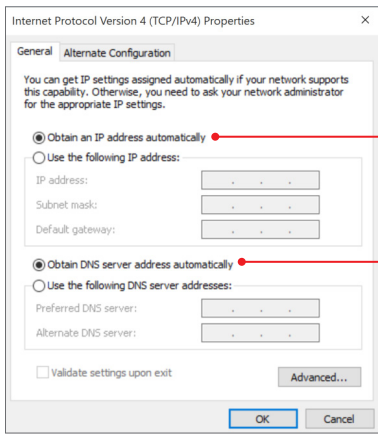 Internet Protocol Version 4 (TCP/IPv4) Properties
General Alternate Configuration
You can get IP settings assigned automatically if your network supports
this capability. Otherwise, you need to ask your network administrator
for the appropriate IP settings.
Obtain an IP address automatically
Use the following IP address:
IP address:
Subnet mask:
Default gateway:
Obtain DNS server address automatically
Use the following DNS server addresses:
Preferred DNS server:
Alternate DNS server:
Validate settings upon exit
Advanced...
OK Cancel